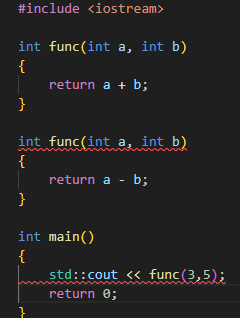 #include <iostream>
int func(int a, int b)
{
    return a + b;
}
int func(int a, int b)
{
    return a - b;
}
int main()
{
    std::cout << func(3,5);
    return 0;
}